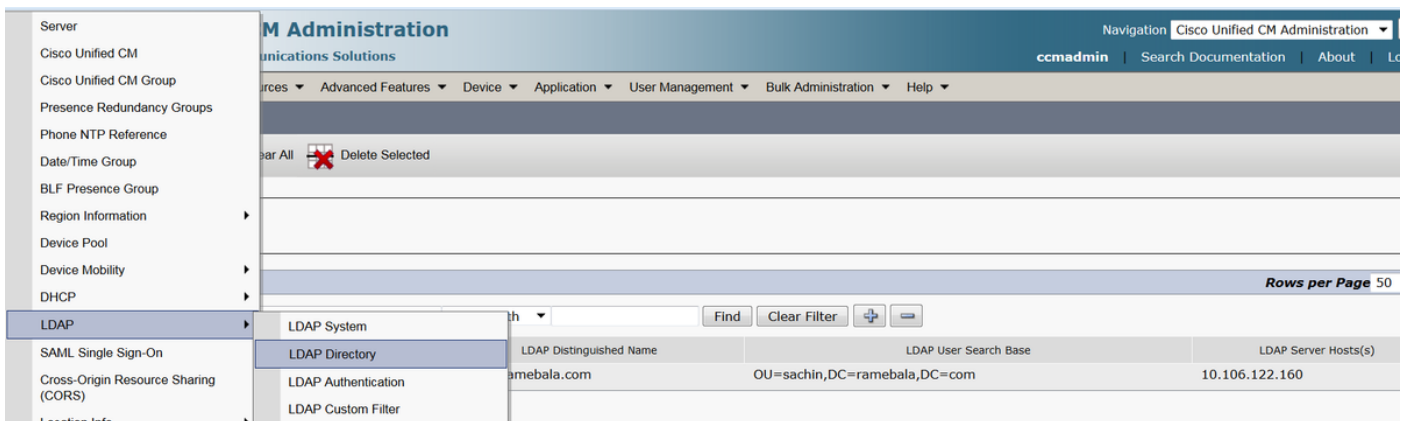 Server
Cisco Unified CM
Cisco Unified CM Group
Presence Redundancy Groups
Phone NTP Reference
Date/Time Group
BLF Presence Group
Region Information
Device Pool
Device Mobility
DHCP
LDAP
SAML Single Sign-On
Cross-Origin Resource Sharing
(CORS)
LDAP System
LDAP Directory
LDAP Authentication
LDAP Custom Filter
M Administration
Navigation Cisco Unified CM Administration
unications Solutions
ccmadmin Search Documentation About
Advanced Features Device Application User Management Bulk Administration Help
All Delete Selected
Rows per Page 50
Find Clear Filter
LDAP Distinguished Name LDAP User Search Base LDAP Server Hosts(s)
amebala.com OU=sachin,DC=ramebala,DC=com 10.106.122.160